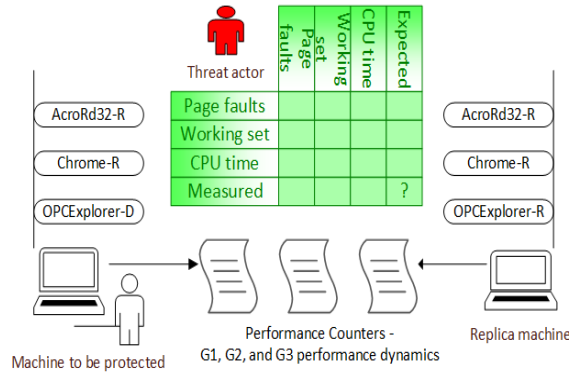 Threat actor
Page faults
Working set
CPU time
Expected
Page faults
Working set
CPU time
Measured
?
AcroRd32-R
Chrome-R
OPCExplorer-D
AcroRd32-R
Chrome-R
OPCExplorer-R
Machine to be protected
Performance Counters -
G1, G2, and G3 performance dynamics
Replica machine